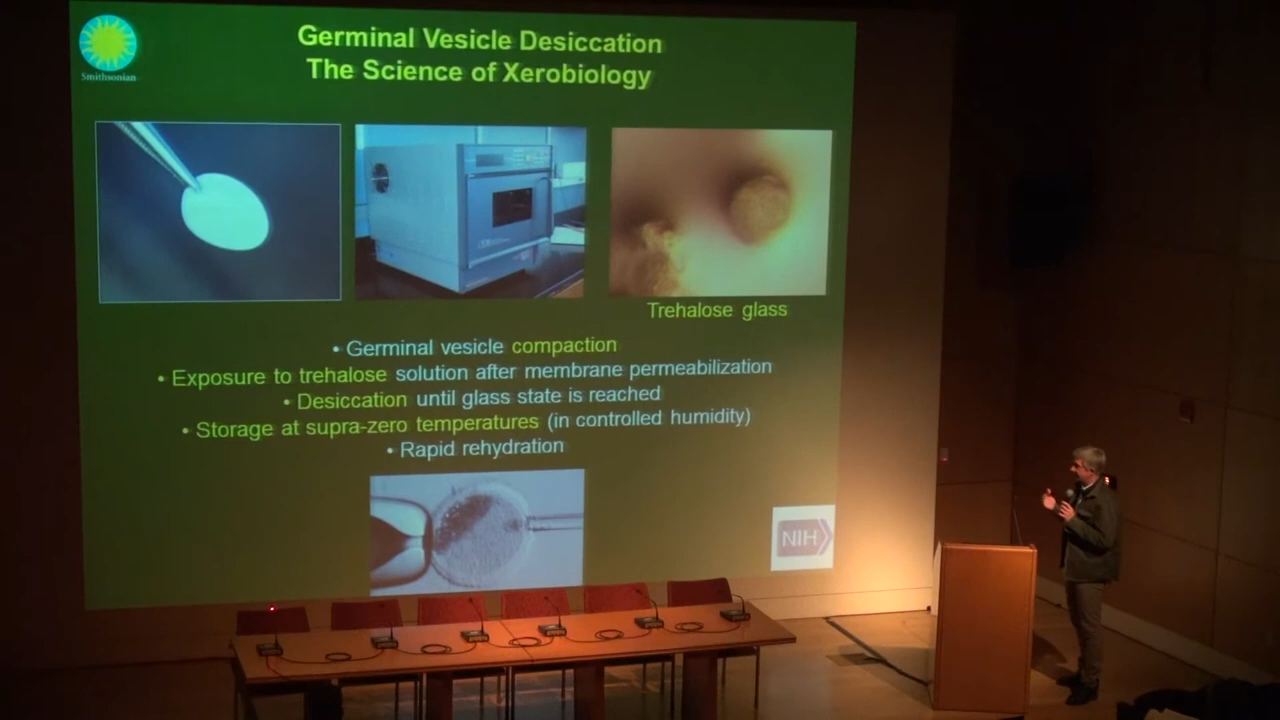 Germinal Vesicle Desiccation
The Science of Xerobiology
Smithsonian
Trehalose glass
• Germinal vesicle compaction
• Exposure to trehalose solution after membrane permeabilization
• Desiccation until glass state is reached
• Storage at supra-zero temperatures (in controlled humidity)
• Rapid rehydration
NIH